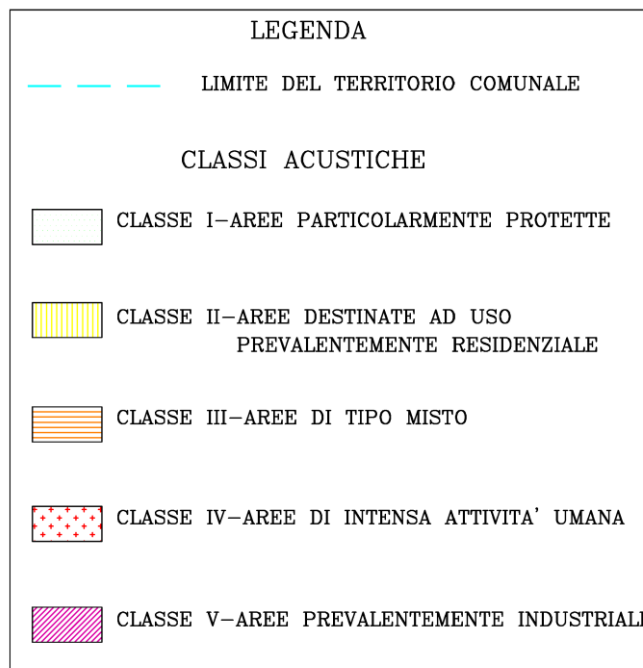 LEGENDA
LIMITE DEL TERRITORIO COMUNALE
CLASSI ACUSTICHE
CLASSE I-AREE PARTICOLARMENTE PROTETTE
CLASSE II-AREE DESTINATE AD USO
PREVALENTEMENTE RESIDENZIALE
CLASSE III-AREE DI TIPO MISTO
CLASSE IV-AREE DI INTENSA ATTIVITA' UMANA
CLASSE V-AREE PREVALENTEMENTE INDUSTRIALI